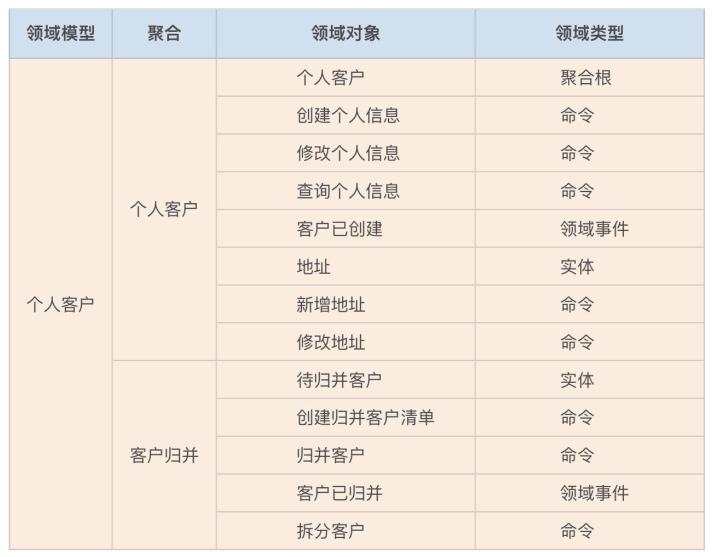 领域模型 聚合 领域对象 领域类型
个人客户 聚合根
创建个人信息 命令
修改个人信息 命令
查询个人信息 命令
个人客户
客户已创建 领域事件
地址 实体
个人客户
新增地址 命令
修改地址 命令
待归并客户 实体
创建归并客户清单 命令
客户归并
归并客户 命令
客户已归并 领域事件
拆分客户 命令